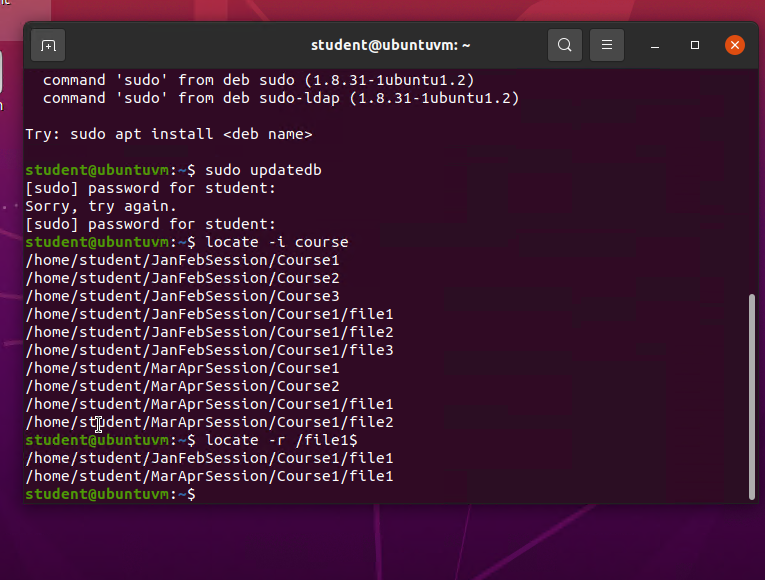 student@ubuntuvm: ~
command 'sudo' from deb sudo (1.8.31-1ubuntu1.2)
command 'sudo' from deb sudo-ldap (1.8.31-1ubuntu1.2)
Try: sudo apt install <deb name>
student@ubuntuvm:~$ sudo updatedb
[sudo] password for student:
Sorry, try again.
[sudo] password for student:
student@ubuntuvm:~$ locate -i course
/home/student/JanFebSession/Course1
/home/student/JanFebSession/Course2
/home/student/JanFebSession/Course3
/home/student/JanFebSession/Course1/file1
/home/student/JanFebSession/Course1/file2
/home/student/JanFebSession/Course1/file3
/home/student/MarAprSession/Course1
/home/student/MarAprSession/Course2
/home/student/MarAprSession/Course1/file1
/home/student/MarAprSession/Course1/file2
student@ubuntuvm:~$ locate -r /file1$
/home/student/JanFebSession/Course1/file1
/home/student/MarAprSession/Course1/file1
student@ubuntuvm:~$